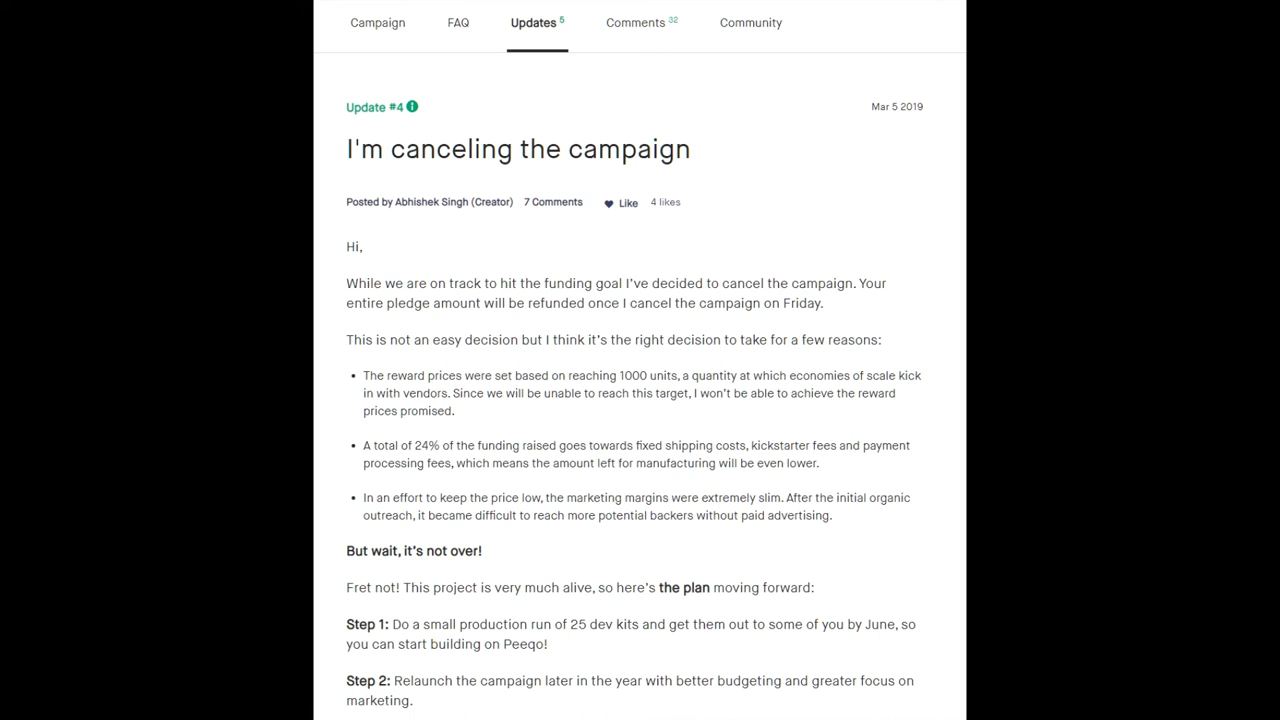 Campaign FAQ Updates 5 Comments 32 Community
Update #4 Mar 5 2019
I'm canceling the campaign
Posted by Abhishek Singh (Creator) 7 Comments Like 4 likes
Hi,
While we are on track to hit the funding goal I've decided to cancel the campaign. Your
entire pledge amount will be refunded once I cancel the campaign on Friday.
This is not an easy decision but I think it's the right decision to take for a few reasons:
• The reward prices were set based on reaching 1000 units, a quantity at which economies of scale kick
in with vendors. Since we will be unable to reach this target, I won't be able to achieve the reward
prices promised.
• A total of 24% of the funding raised goes towards fixed shipping costs, kickstarter fees and payment
processing fees, which means the amount left for manufacturing will be even lower.
• In an effort to keep the price low, the marketing margins were extremely slim. After the initial organic
outreach, it became difficult to reach more potential backers without paid advertising.
But wait, it's not over!
Fret not! This project is very much alive, so here's the plan moving forward:
Step 1: Do a small production run of 25 dev kits and get them out to some of you by June, so
you can start building on Peeqo!
Step 2: Relaunch the campaign later in the year with better budgeting and greater focus on
marketing.